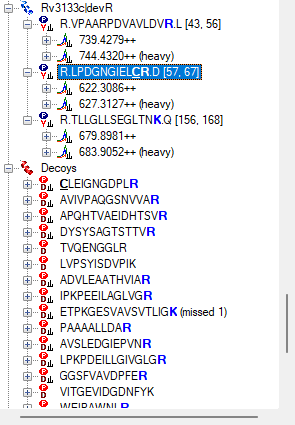 Rv3133c|devR
R.VPAARPDVAVLDVR.L [43, 56]
739.4279++
744.4320++ (heavy)
R.LPDGNGIELCR.D [57, 67]
622.3086++
627.3127++ (heavy)
R.TLLGLLSEGLTNK.Q [156, 168]
679.8981++
683.9052++ (heavy)
Decoys
CLEIGNGDPLR
AVIVPAQGSNVVAR
APQHTVAEIDHTSVR
DYSYSAGTSTTVR
TVQENGGLR
LVPSYISDVPIK
ADVLEAATHVIAR
IPKPEEILAGLVGR
ETPKGESVAVSVTLIGK (missed 1)
PAAAALLDAR
AVSLEDGIEPVNR
LPKPDEILLGIVGLGR
GGSFVAVDPFER
VITGEVIDGDNFYK